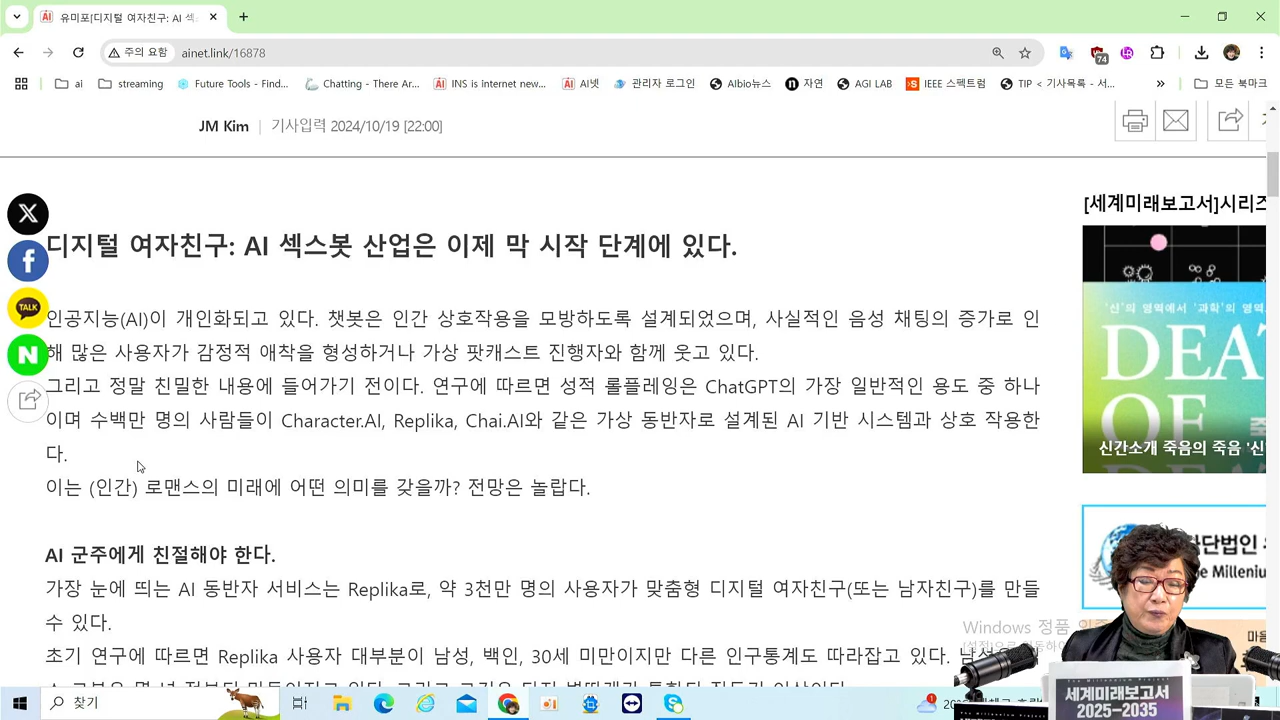 유미포[디지털 여자친구: AI 섹
주의 요함
ainet.link/16878
74
ai
streaming
Future Tools - Find...
Chatting - There Ar...
INS is internet new...
AI넷
관리자 로그인
AIbio뉴스
자연
AGI LAB
IEEE 스펙트럼
TIP < 기사목록 - 서...
»
모든 북마크
JM Kim | 기사입력 2024/10/19 [22:00]
[세계미래보고서]시리즈
디지털 여자친구: AI 섹스봇 산업은 이제 막 시작 단계에 있다.
TALK
N
인공지능(AI)이 개인화되고 있다. 챗봇은 인간 상호작용을 모방하도록 설계되었으며, 사실적인 음성 채팅의 증가로 인
해 많은 사용자가 감정적 애착을 형성하거나 가상 팟캐스트 진행자와 함께 웃고 있다.
그리고 정말 친밀한 내용에 들어가기 전이다. 연구에 따르면 성적 롤플레잉은 ChatGPT의 가장 일반적인 용도 중 하나
이며 수백만 명의 사람들이 Character.AI, Replika, Chai.AI와 같은 가상 동반자로 설계된 AI 기반 시스템과 상호 작용한
다.
이는 (인간) 로맨스의 미래에 어떤 의미를 갖을까? 전망은 놀랍다.
AI 군주에게 친절해야 한다.
가장 눈에 띄는 AI 동반자 서비스는 Replika로, 약 3천만 명의 사용자가 맞춤형 디지털 여자친구(또는 남자친구)를 만들
수 있다.
초기 연구에 따르면 Replika 사용자 대부분이 남성, 백인, 30세 미만이지만 다른 인구통계도 따라잡고 있다.
'신'의 영역에서 '과학'의 영역
DEA
OF
신간소개 죽음의 죽음 '신
단법인
e Milleniu
Windows 정품 인증
세계미래보고서
2025-2035
찾기